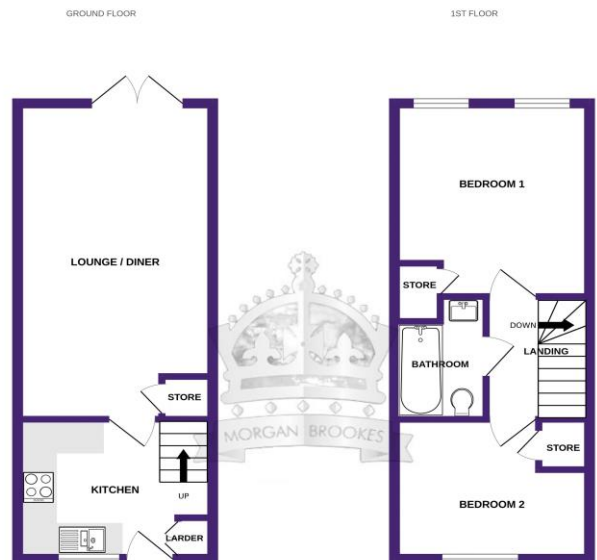 GROUND FLOOR
1ST FLOOR
LOUNGE / DINER
STORE
KITCHEN
UP
LARDER
BEDROOM 1
STORE
DOWN
LANDING
BATHROOM
STORE
BEDROOM 2
MORGAN BROOKES